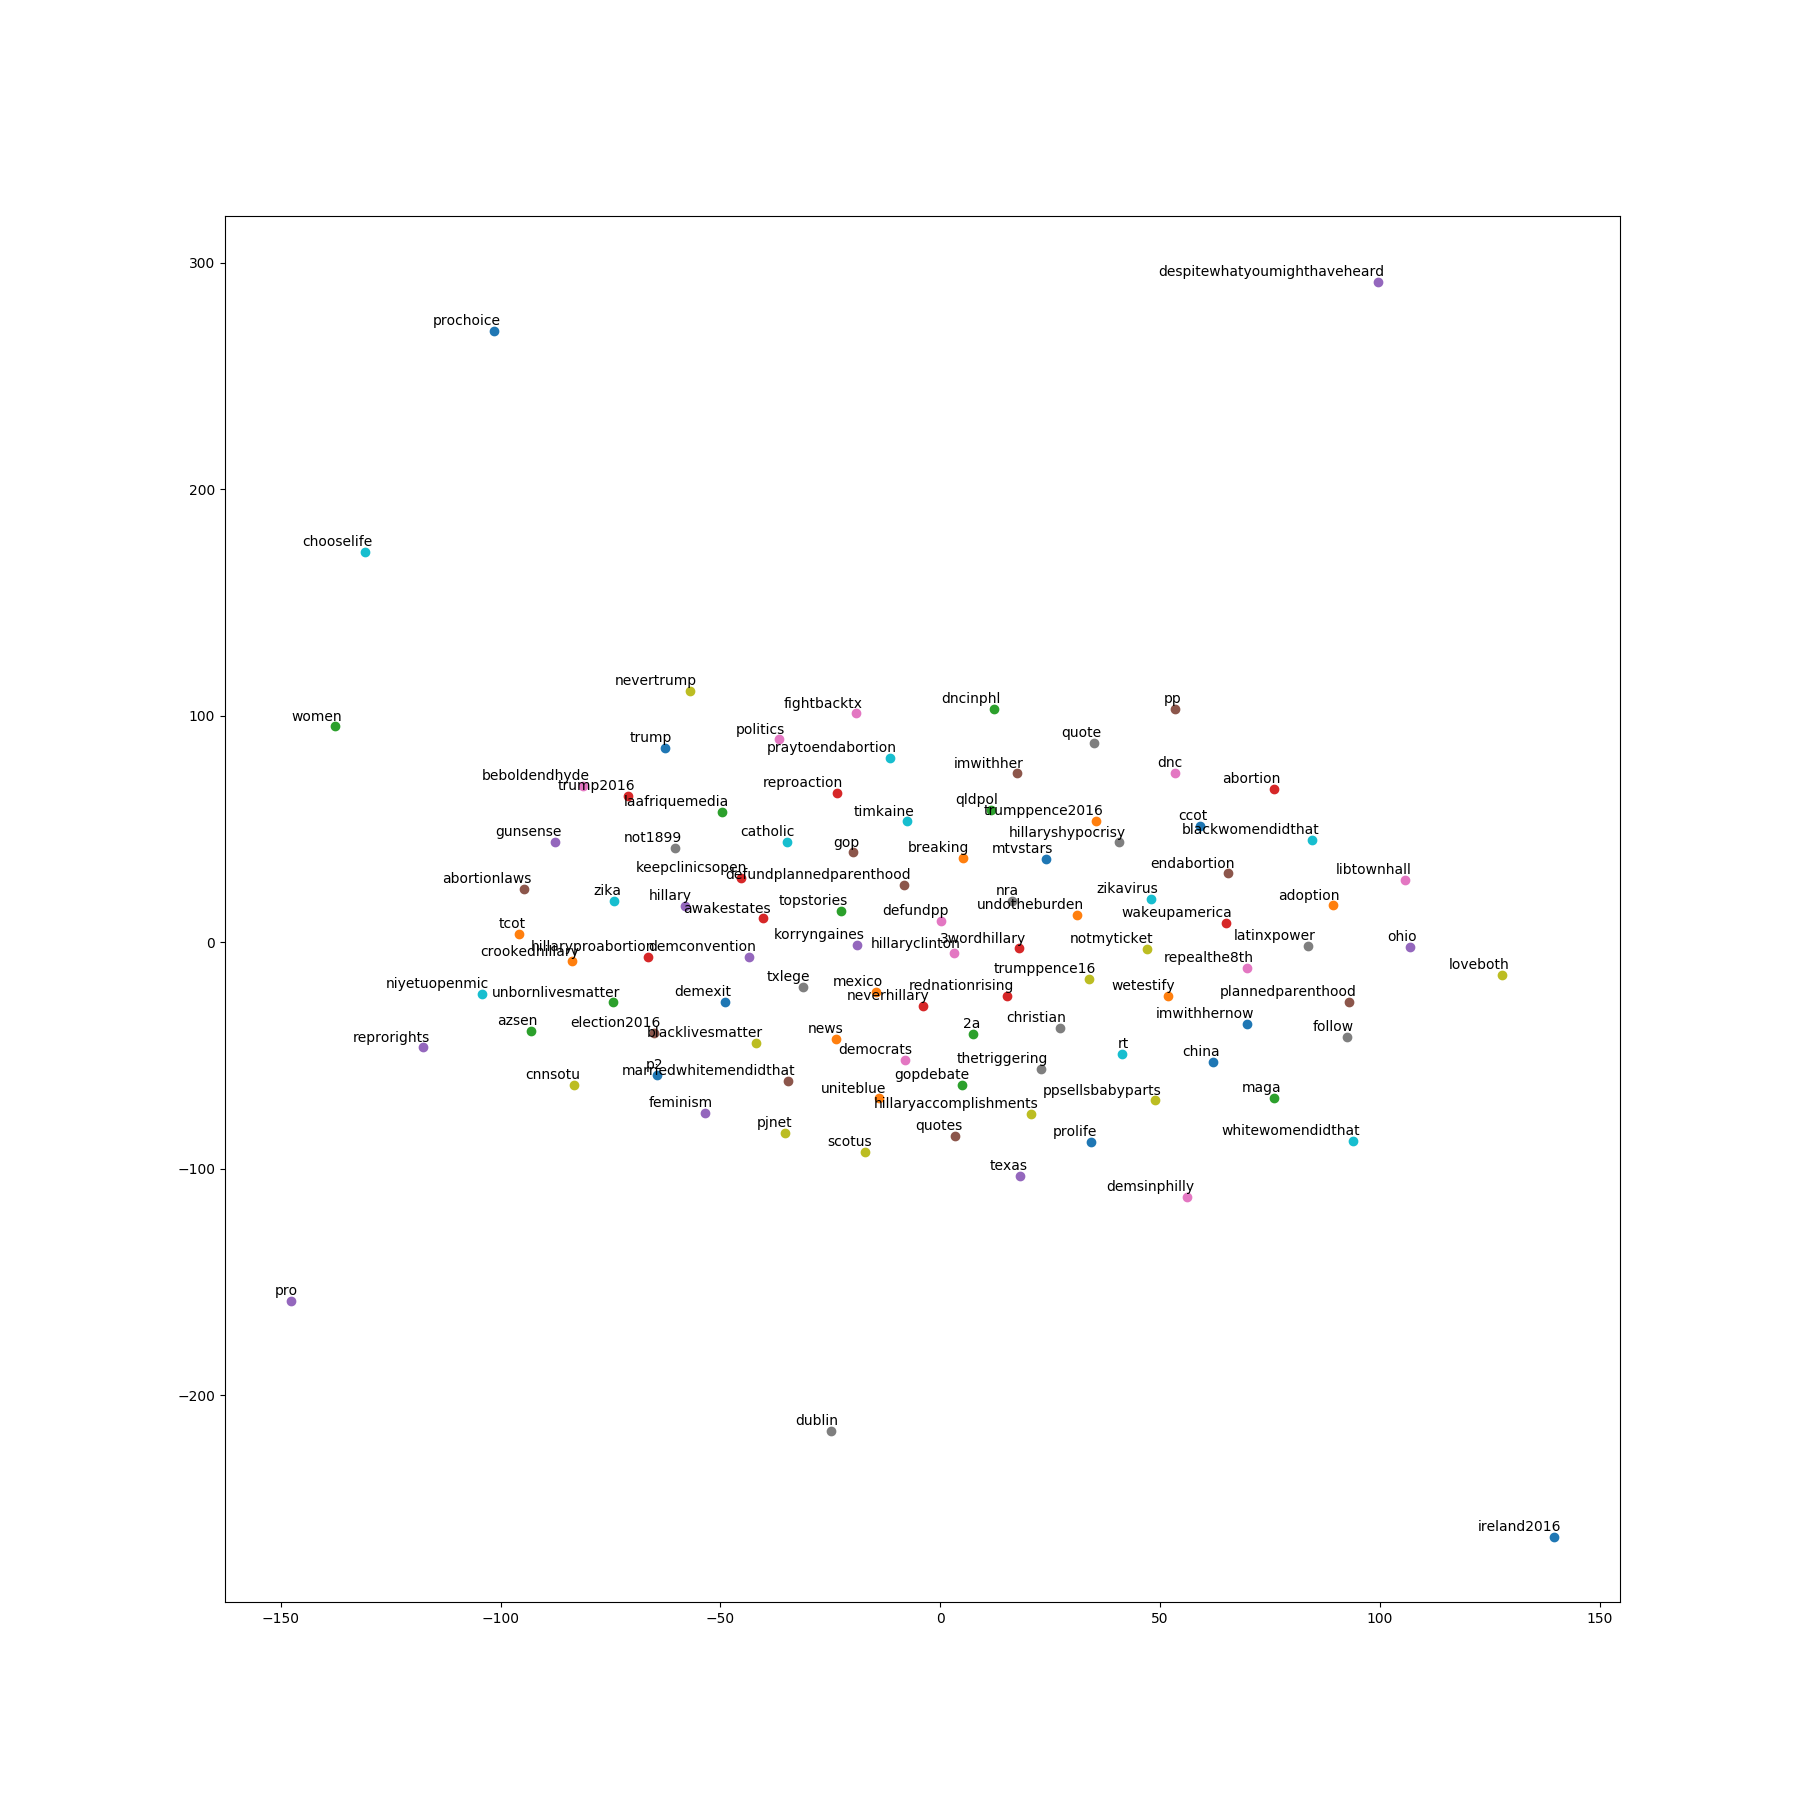 300
despitewhatyoumighthaveheard
prochoice
200
chooselife
nevertrump
fightbacktx
dncinphl
pp
100
women
trump
politics
quote
praytoendabortion
imwithher
dnc
beboldendhyde
trump2016
reproaction
abortion
laafriquemedia
qldpol
timkaine
trumppence2016
ccot
blackwomendidthat
gunsense
not1899
catholic
hillaryshypocrisy
gop
breaking
mtvstars
keepclinicsopen
defundplannedparenthood
endabortion
libtownhall
abortionlaws
zika
hillary
nra
zikavirus
adoption
topstories
awakestates
undotheburden
defundpp
wakeupamerica
tcot
korryngaines
3wordhillary
notmyticket
latinxpower
ohio
0
crookedhillary
hillaryproabortion
demconvention
hillaryclinton
repealthe8th
loveboth
txlege
trumppence16
niyetuopenmic
unbornlivesmatter
demexit
mexico
neverhillary
rednationrising
wetestify
plannedparenthood
imwithhernow
azsen
election2016
blacklivesmatter
news
2a
christian
follow
reprorights
democrats
thetriggering
rt
china
cnnsotu
p2
marriedwhitemendidthat
gopdebate
uniteblue
ppsellsbabyparts
maga
feminism
hillaryaccomplishments
pjnet
quotes
prolife
whitewomendidthat
scotus
−100
texas
demsinphilly
pro
−200
dublin
ireland2016
−150
−100
−50
0
50
100
150